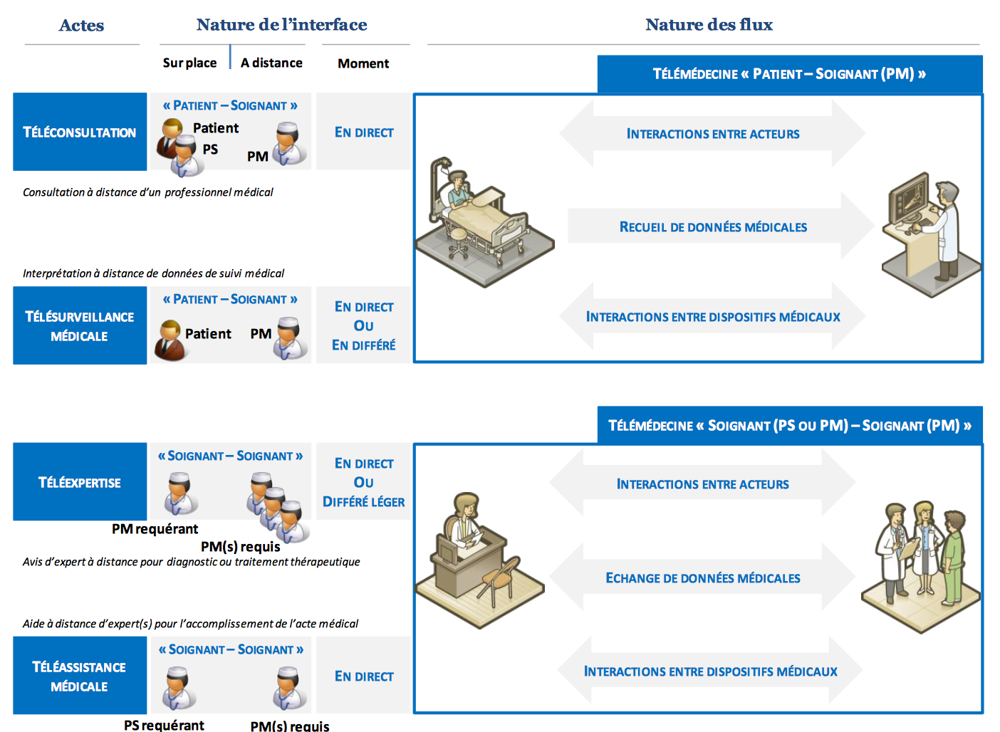 Actes
Nature de l’interface
Nature des flux
Sur place
A distance
Moment
TÉLÉMÉDECINE « PATIENT – SOIGNANT (PM) »
TÉLÉCONSULTATION
« PATIENT – SOIGNANT »
Patient
PS
PM
EN DIRECT
INTERACTIONS ENTRE ACTEURS
Consultation à distance d’un professionnel médical
RECUEIL DE DONNÉES MÉDICALES
Interprétation à distance de données de suivi médical
TÉLÉSURVEILLANCE
MÉDICALE
« PATIENT – SOIGNANT »
Patient
PM
EN DIRECT
OU
EN DIFFÉRÉ
INTERACTIONS ENTRE DISPOSITIFS MÉDICAUX
TÉLÉMÉDECINE « SOIGNANT (PS OU PM) – SOIGNANT (PM) »
TÉLÉEXPERTISE
« SOIGNANT – SOIGNANT »
PM requérant
PM(s) requis
EN DIRECT
OU
DIFFÉRÉ LÉGER
INTERACTIONS ENTRE ACTEURS
Avis d’expert à distance pour diagnostic ou traitement thérapeutique
ECHANGE DE DONNÉES MÉDICALES
Aide à distance d’expert(s) pour l’accomplissement de l’acte médical
TÉLÉASSISTANCE
MÉDICALE
« SOIGNANT – SOIGNANT »
PS requérant
PM(s) requis
EN DIRECT
INTERACTIONS ENTRE DISPOSITIFS MÉDICAUX